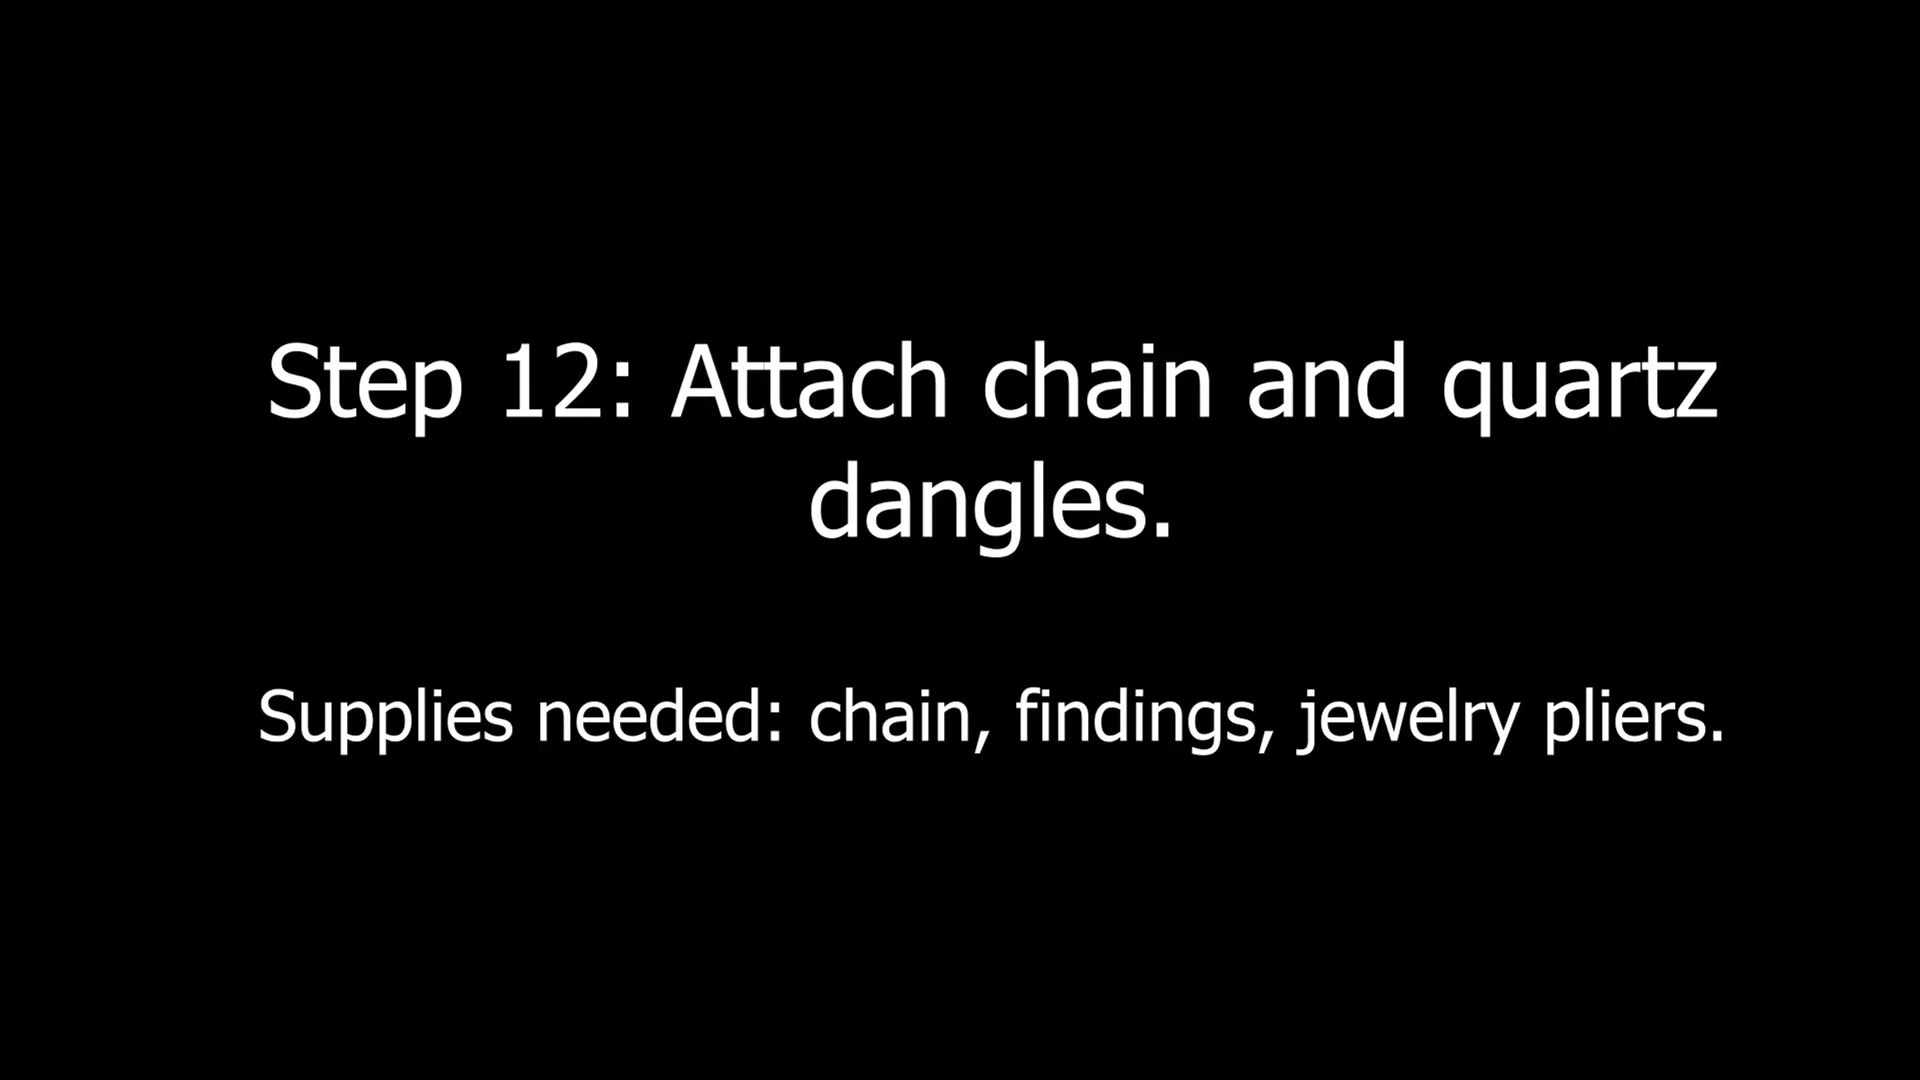 Step 12: Attach chain and quartz
dangles.
Supplies needed: chain, findings, jewelry pliers.